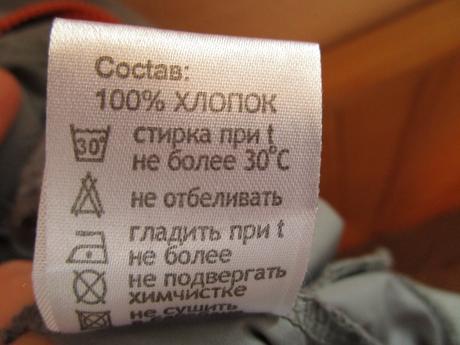 Состав:
100% ХЛОПОК
30° стирка при t
не более 30°С
не отбеливать
гладить при t
не более
не подвергать
химчистке
не сушить